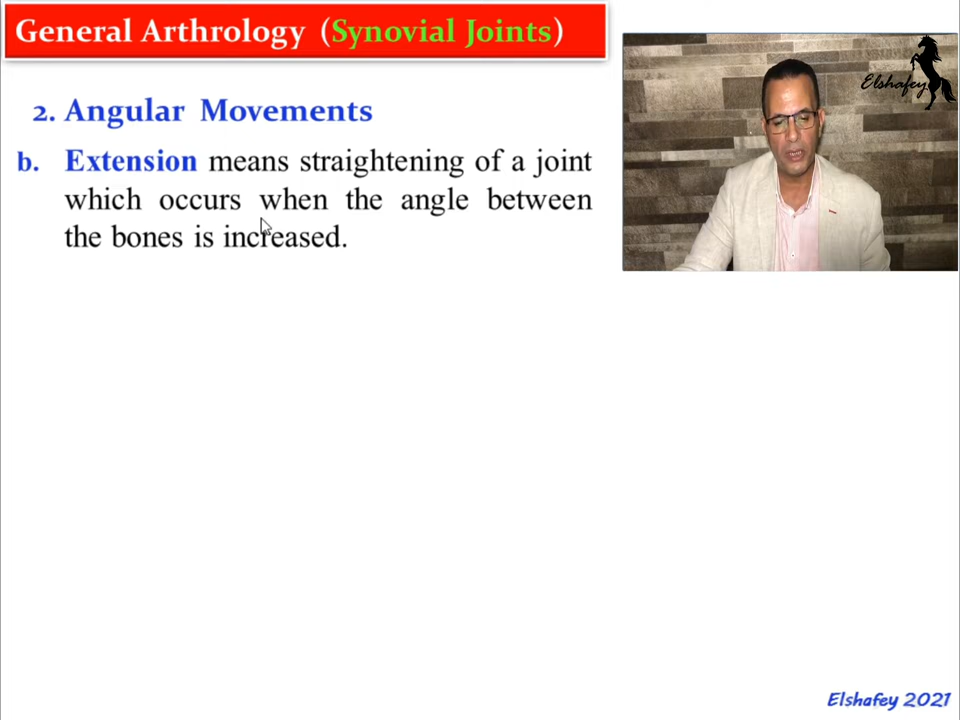 General Arthrology (Synovial Joints)
Elshafey
2. Angular Movements
b. Extension means straightening of a joint
which occurs when the angle between
the bones is increased.
Elshafey 2021